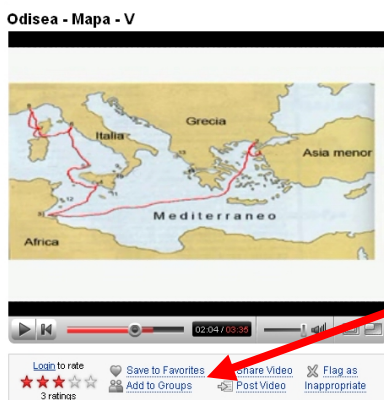 Odisea - Mapa - V
Grecia
Italia
Asia menor
Mediterraneo
Africa
02:04 / 03:35
Login to rate
3 ratings
Save to Favorites
Share Video
Flag as Inappropriate
Add to Groups
Post Video